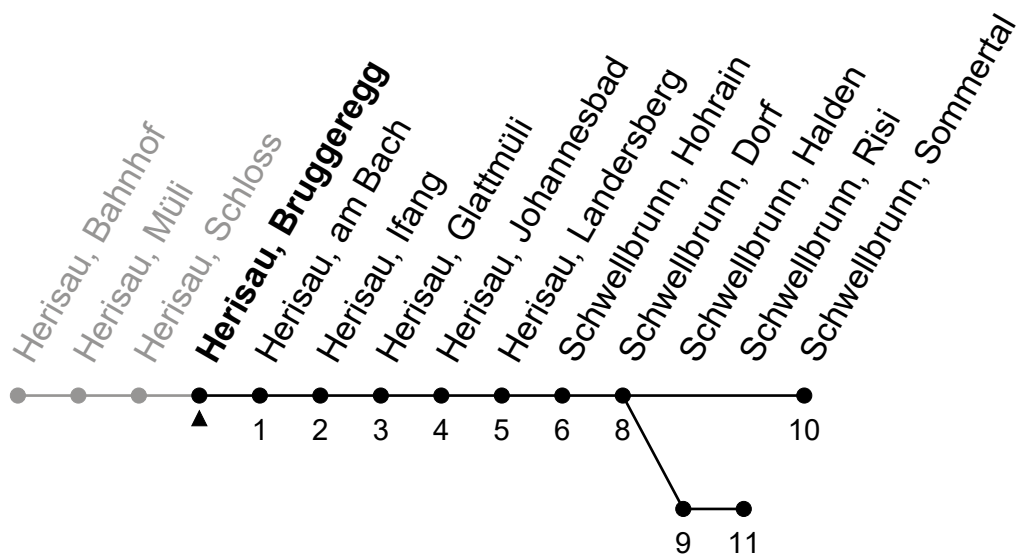 Herisau, Bahnhof
Herisau, Müli
Herisau, Schloss
Herisau, Bruggeregg
Herisau, am Bach
Herisau, Ifang
Herisau, Glattmüli
Herisau, Johannesbad
Herisau, Landersberg
Schwellbrunn, Hohrain
Schwellbrunn, Dorf
Schwellbrunn, Halden
Schwellbrunn, Risi
Schwellbrunn, Sommertal
1 2 3 4 5 6 8 10
9 11